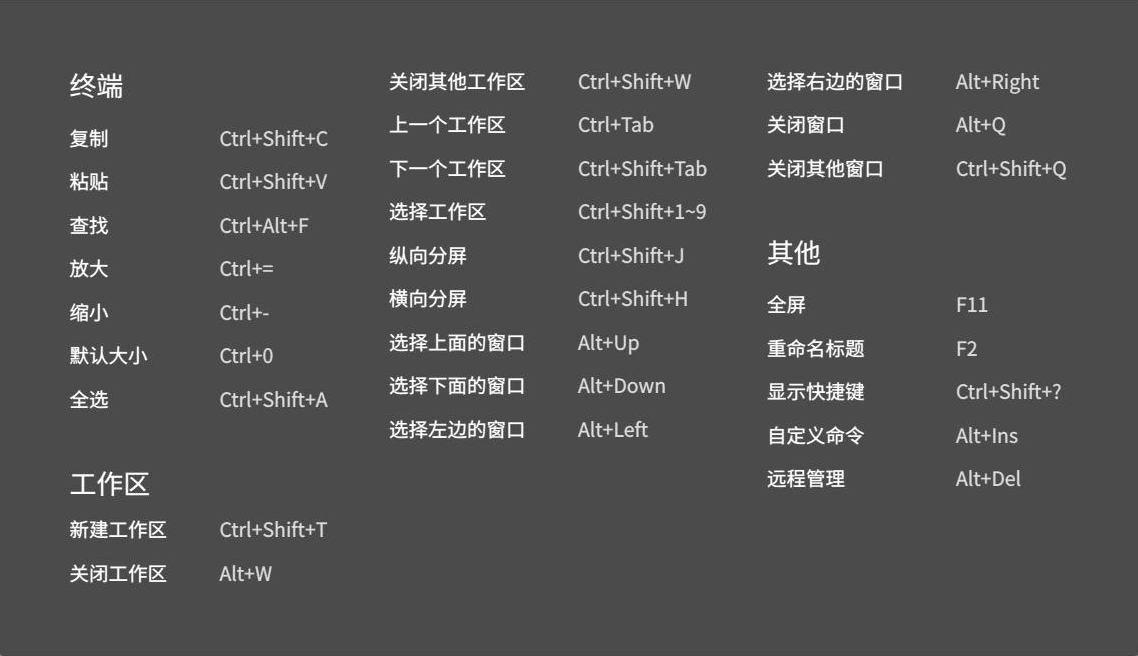 终端
复制 Ctrl+Shift+C
粘贴 Ctrl+Shift+V
查找 Ctrl+Alt+F
放大 Ctrl+=
缩小 Ctrl+-
默认大小 Ctrl+0
全选 Ctrl+Shift+A
工作区
新建工作区 Ctrl+Shift+T
关闭工作区 Alt+W
关闭其他工作区 Ctrl+Shift+W
上一个工作区 Ctrl+Tab
下一个工作区 Ctrl+Shift+Tab
选择工作区 Ctrl+Shift+1~9
纵向分屏 Ctrl+Shift+J
横向分屏 Ctrl+Shift+H
选择上面的窗口 Alt+Up
选择下面的窗口 Alt+Down
选择左边的窗口 Alt+Left
选择右边的窗口 Alt+Right
关闭窗口 Alt+Q
关闭其他窗口 Ctrl+Shift+Q
其他
全屏 F11
重命名标题 F2
显示快捷键 Ctrl+Shift+?
自定义命令 Alt+Ins
远程管理 Alt+Del